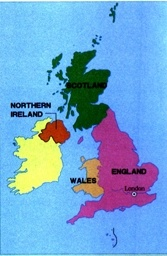 SCOTLAND
NORTHERN
IRELAND
WALES
ENGLAND
London